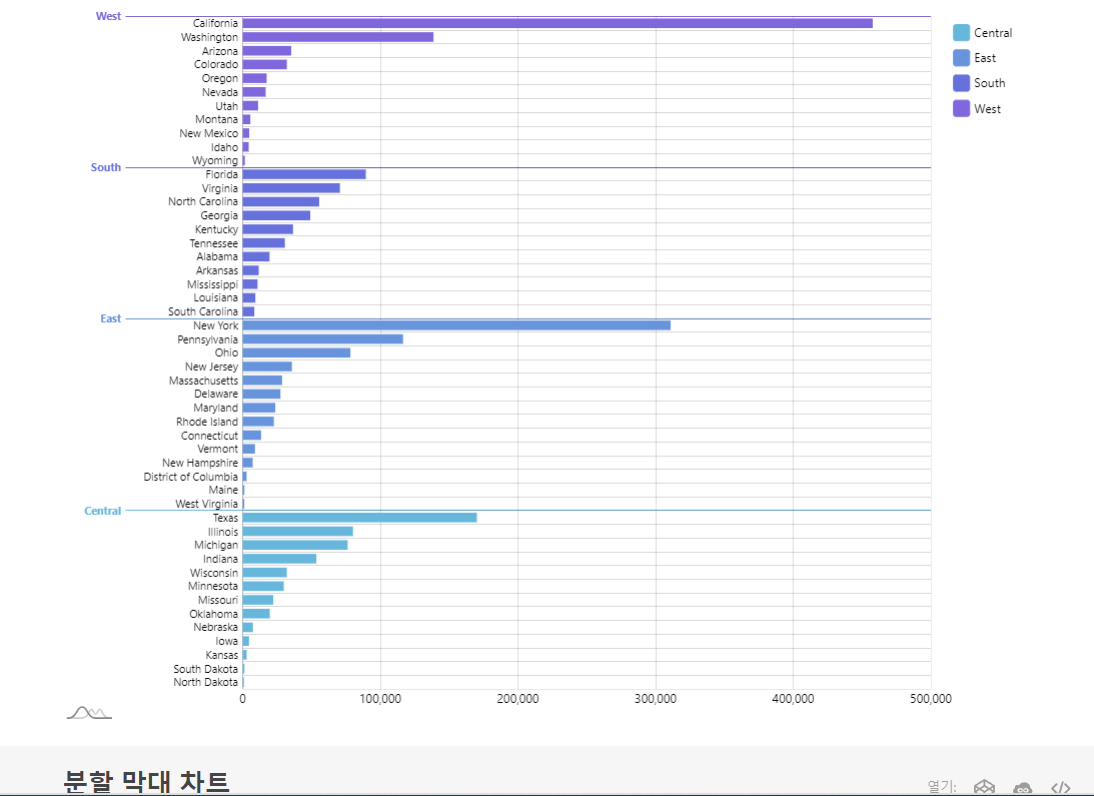 West
California
Washington
Arizona
Colorado
Oregon
Nevada
Utah
Montana
New Mexico
Idaho
Wyoming
South
Florida
Virginia
North Carolina
Georgia
Kentucky
Tennessee
Alabama
Arkansas
Mississippi
Louisiana
South Carolina
East
New York
Pennsylvania
Ohio
New Jersey
Massachusetts
Delaware
Maryland
Rhode Island
Connecticut
Vermont
New Hampshire
District of Columbia
Maine
West Virginia
Central
Texas
Illinois
Michigan
Indiana
Wisconsin
Minnesota
Missouri
Oklahoma
Nebraska
Iowa
Kansas
South Dakota
North Dakota
0 100,000 200,000 300,000 400,000 500,000
Central
East
South
West
분할 막대 차트
열기: